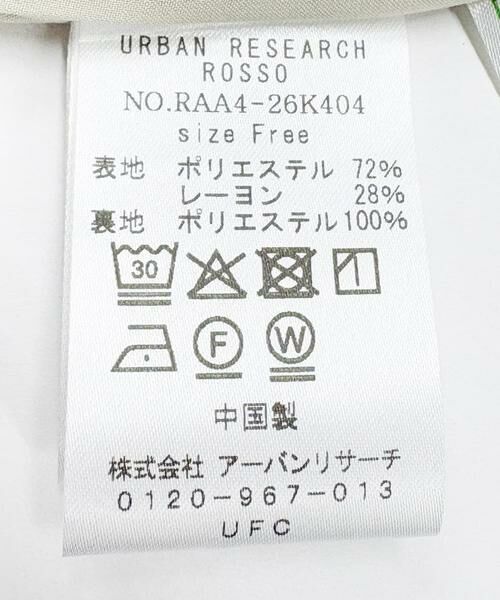 URBAN RESEARCH
ROSSO
NO.RAA4-26K404
size Free
表地 ポリエステル 72%
レーヨン 28%
裏地 ポリエステル 100%
30
F W
中国製
株式会社 アーバンリサーチ
0120-967-013
UFC